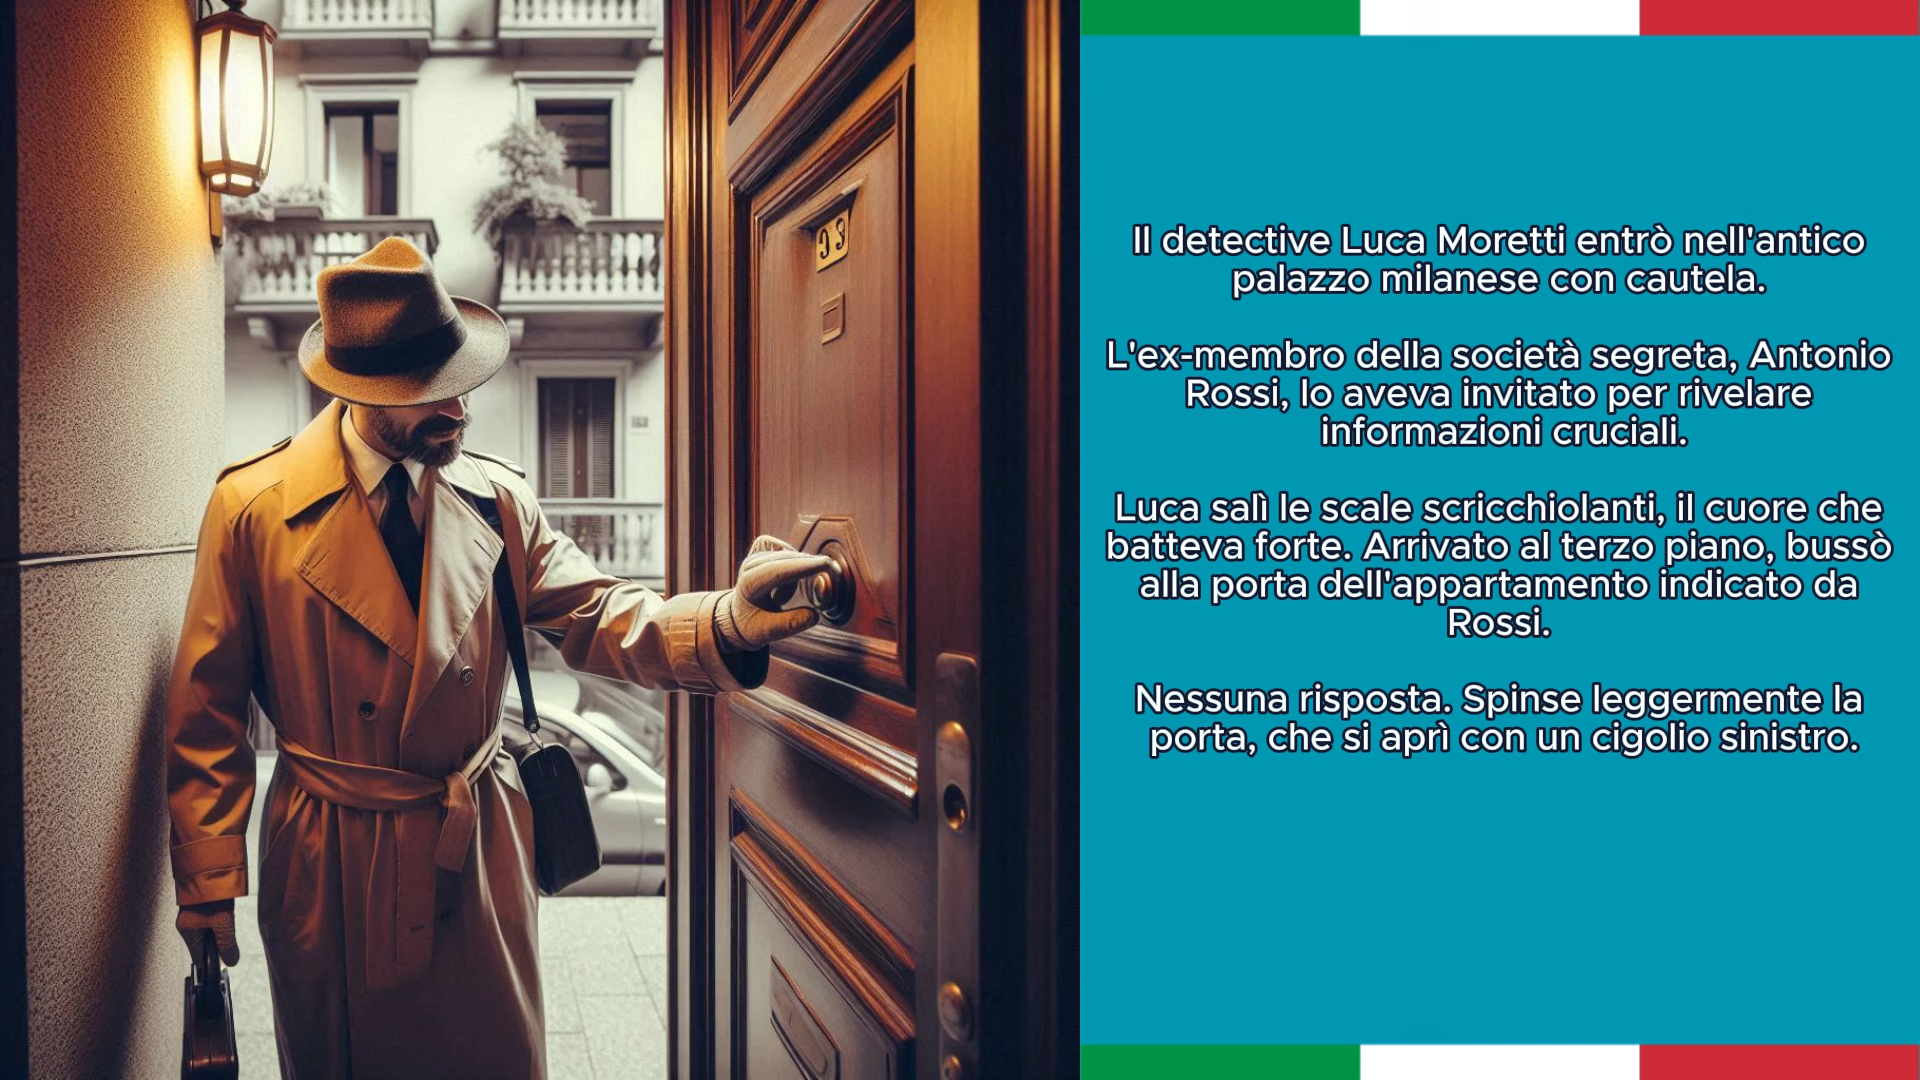 Il detective Luca Moretti entrò nell'antico
palazzo milanese con cautela.
L'ex-membro della società segreta, Antonio
Rossi, lo aveva invitato per rivelare
informazioni cruciali.
Luca salì le scale scricchiolanti, il cuore che
batteva forte. Arrivato al terzo piano, bussò
alla porta dell'appartamento indicato da
Rossi.
Nessuna risposta. Spinse leggermente la
porta, che si aprì con un cigolio sinistro.